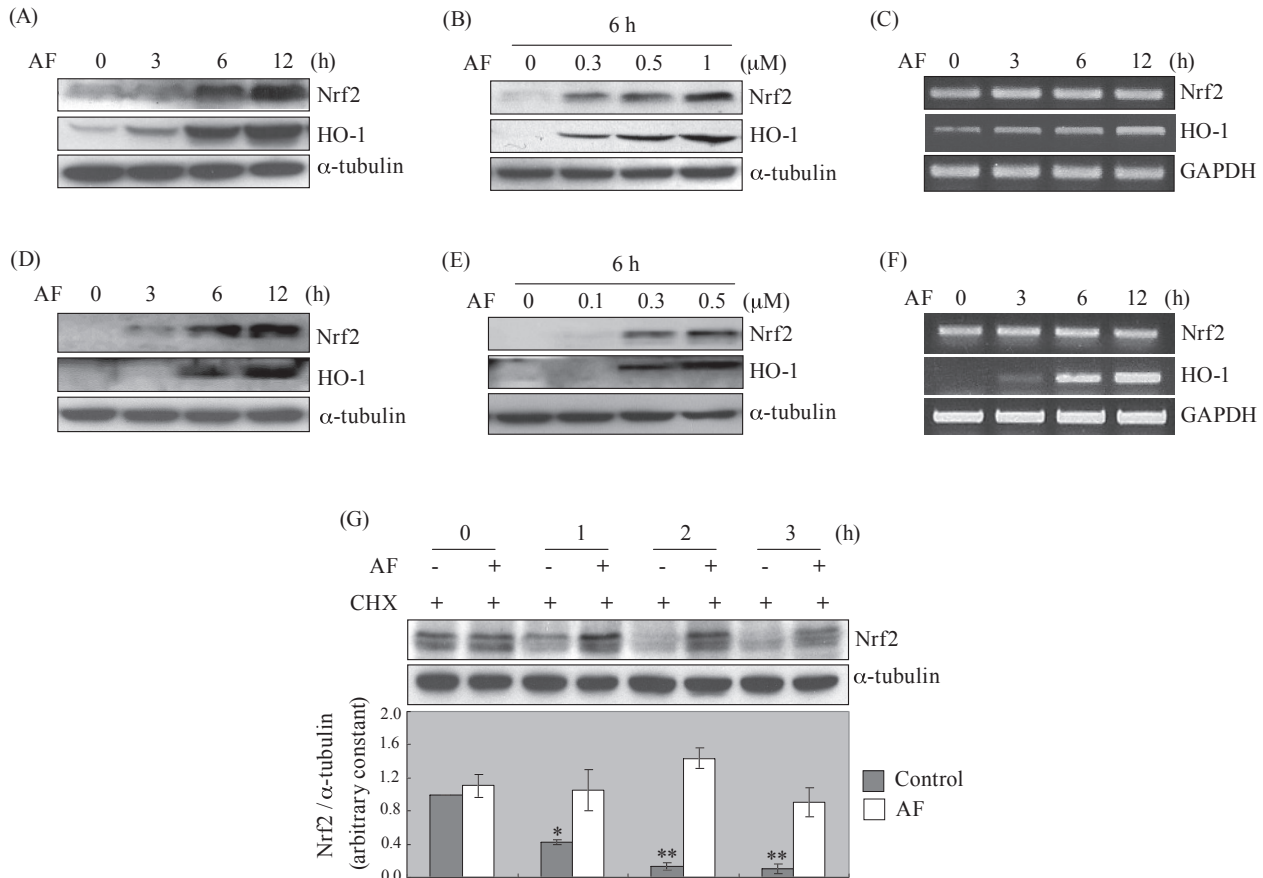 (A)
AF 0 3 6 12 (h)
Nrf2
HO-1
α-tubulin
(B)
6 h
AF 0 0.3 0.5 1 (μM)
Nrf2
HO-1
α-tubulin
(C)
AF 0 3 6 12 (h)
Nrf2
HO-1
GAPDH
(D)
AF 0 3 6 12 (h)
Nrf2
HO-1
α-tubulin
(E)
6 h
AF 0 0.1 0.3 0.5 (μM)
Nrf2
HO-1
α-tubulin
(F)
AF 0 3 6 12 (h)
Nrf2
HO-1
GAPDH
(G)
0 1 2 3 (h)
AF - + - + - + - +
CHX + + + + + + + +
Nrf2
α-tubulin
Nrf2 / α-tubulin
(arbitrary constant)
2.0
1.6
1.2
0.8
0.4
0.0
* ** **
Control
AF